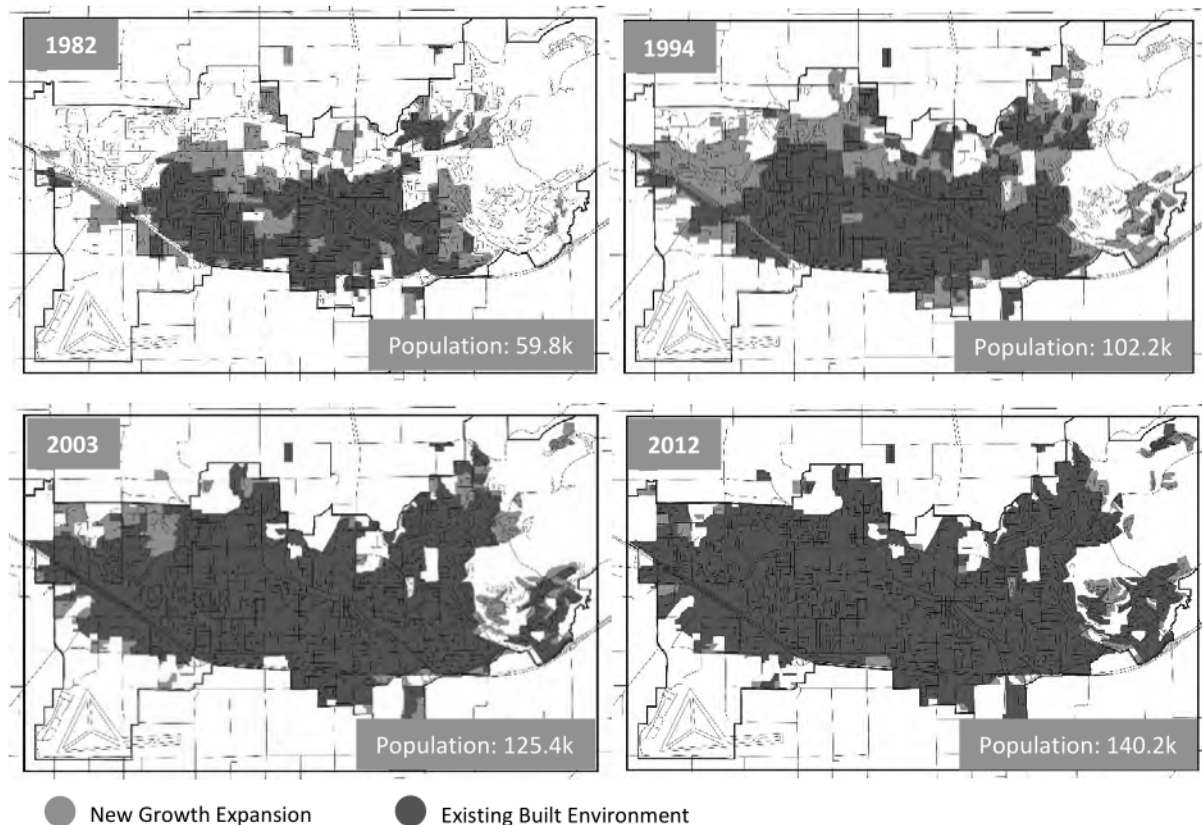 1982
1994
Population: 59.8k
Population: 102.2k
2003
2012
Population: 125.4k
Population: 140.2k
New Growth Expansion
Existing Built Environment